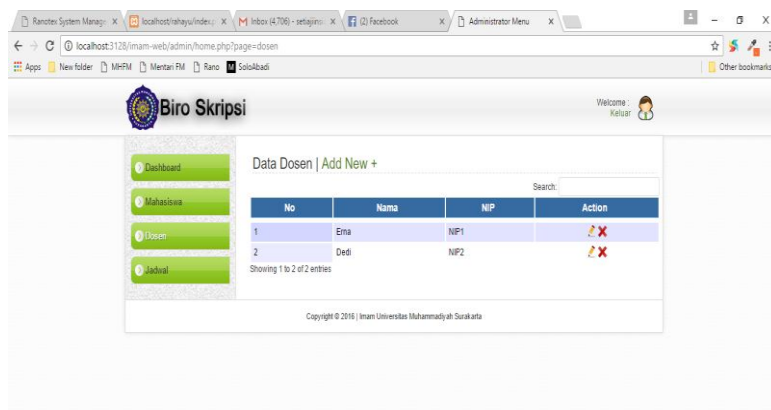 Ranotex System Manag
localhost/rahayu/index.p
Inbox (4.706) - setiajiins
(2) Facebook
Administrator Menu
localhost:3128/imam-web/admin/home.php?page=dosen
Apps New folder MHFM Mentari FM Rano SoloAbadi Other bookmarks
Biro Skripsi
Welcome :
Keluar
Dashboard
Mahasiswa
Dosen
Jadwal
Data Dosen | Add New +
Search:
No Nama NIP Action
1 Erna NIP1
2 Dedi NIP2
Showing 1 to 2 of 2 entries
Copyright © 2016 | Imam Universitas Muhammadiyah Surakarta